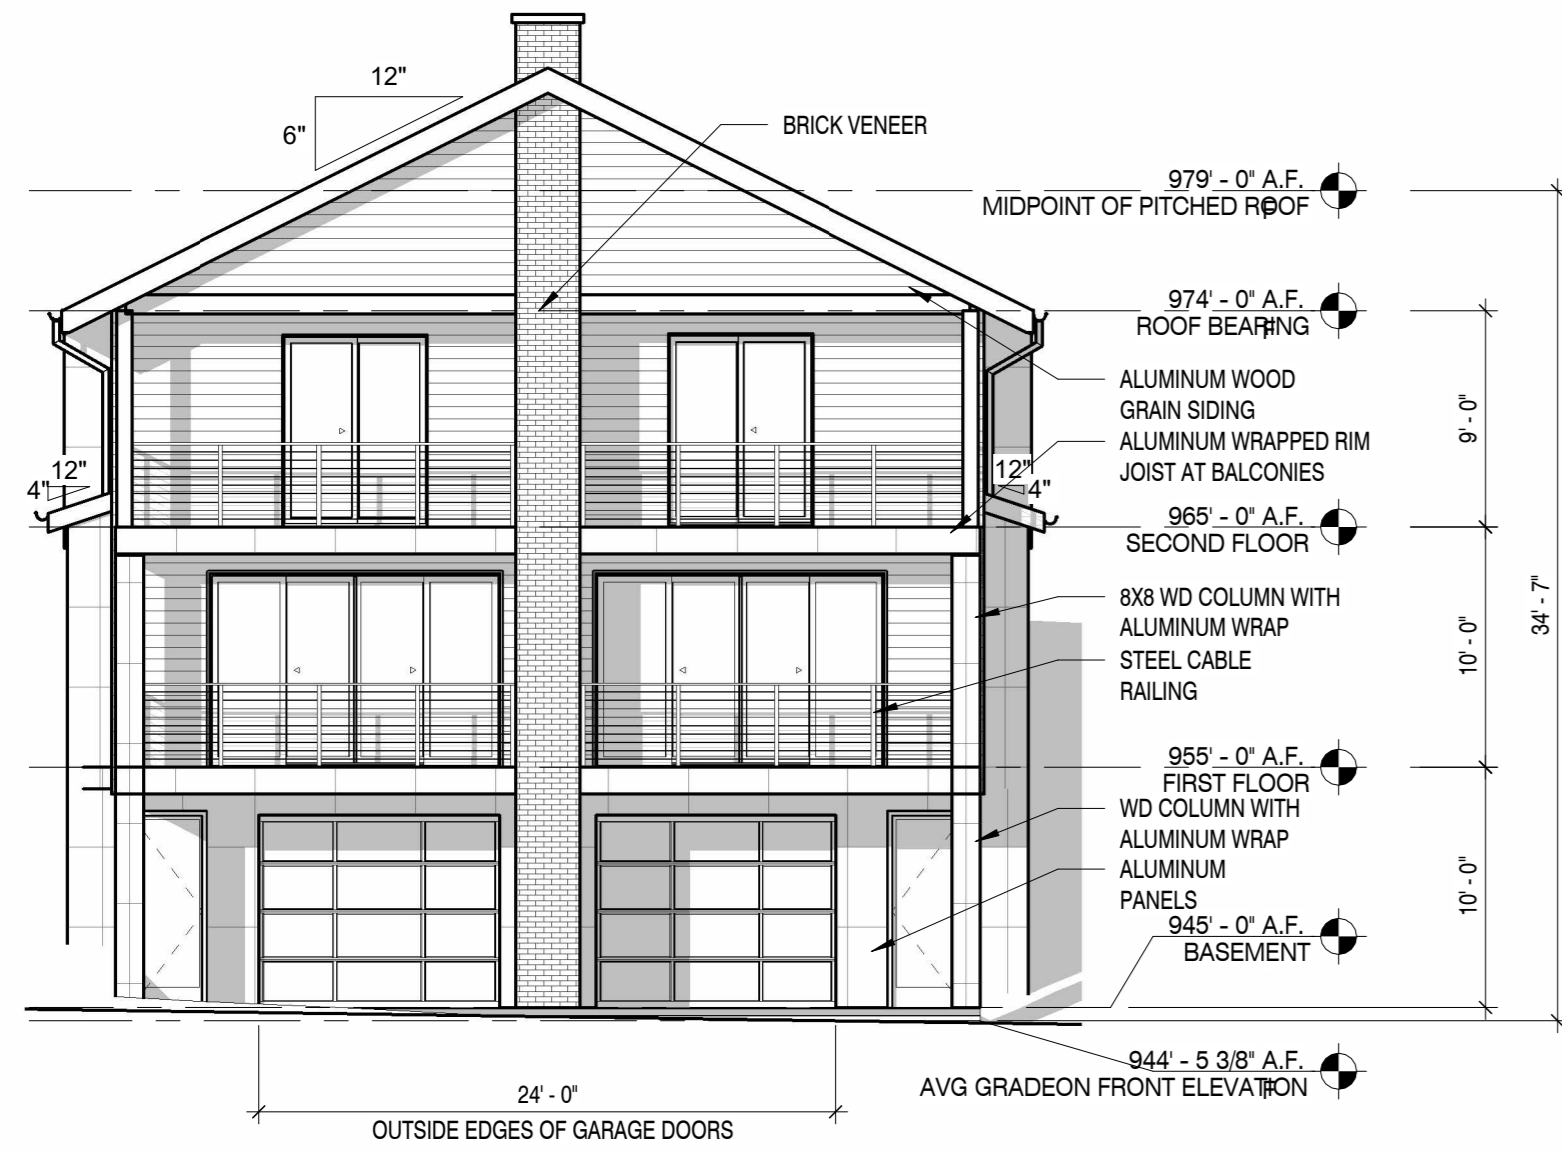 12"
6"
BRICK VENEER
979' - 0" A.F.F
MIDPOINT OF PITCHED ROOF
974' - 0" A.F.F
ROOF BEARING
ALUMINUM WOOD
GRAIN SIDING
ALUMINUM WRAPPED RIM
JOIST AT BALCONIES
9' - 0"
12"
4"
12"
4"
965' - 0" A.F.
SECOND FLOOR
8X8 WD COLUMN WITH
ALUMINUM WRAP
STEEL CABLE
RAILING
10' - 0"
34' - 7"
955' - 0" A.F.
FIRST FLOOR
WD COLUMN WITH
ALUMINUM WRAP
ALUMINUM
PANELS
10' - 0"
945' - 0" A.F.
BASEMENT
944' - 5 3/8" A.F.F
AVG GRADEON FRONT ELEVATION
24' - 0"
OUTSIDE EDGES OF GARAGE DOORS